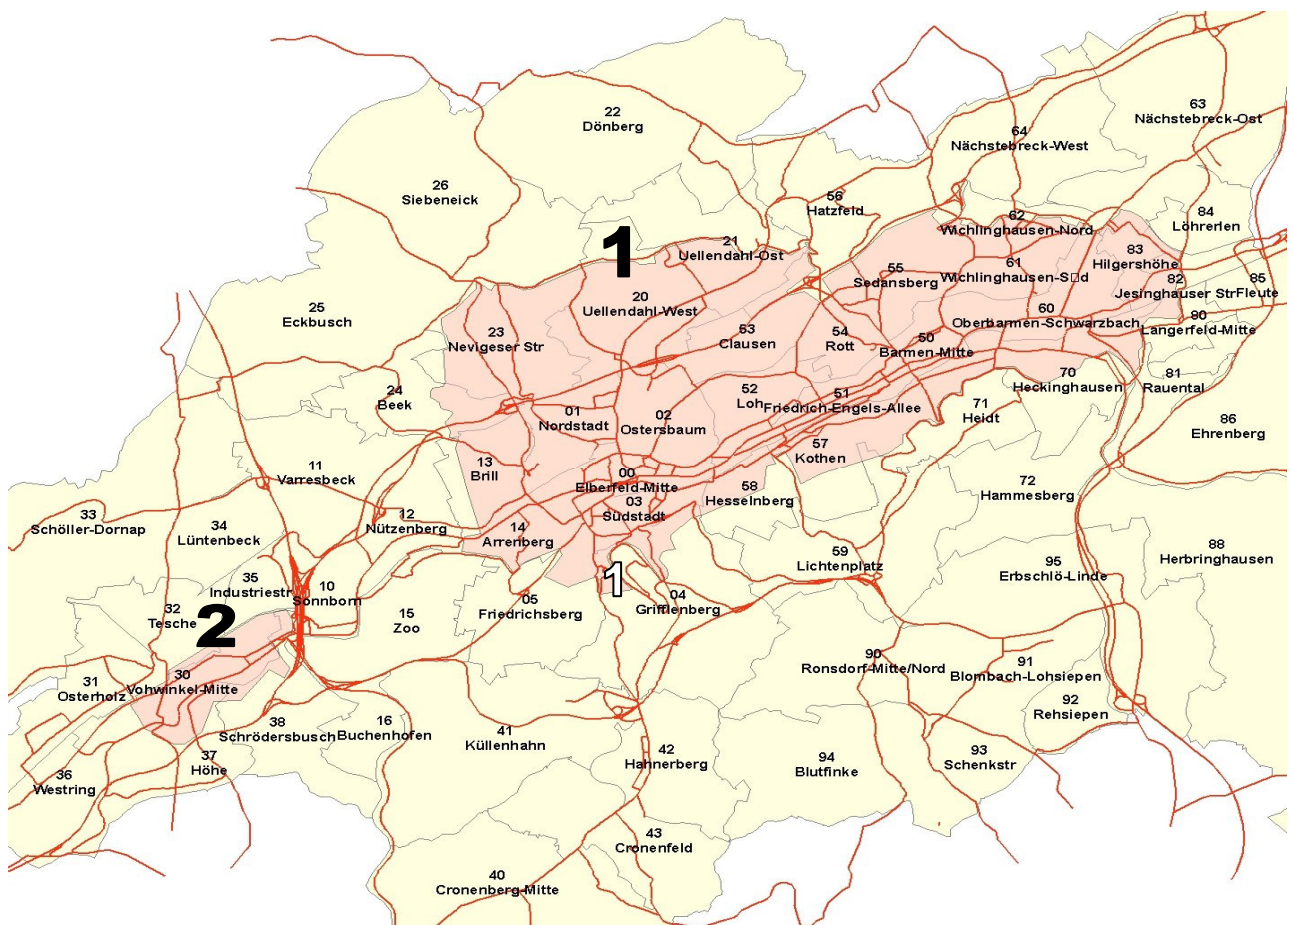 63
Nächstebreck-Ost
22
Dönberg
64
Nächstebreck-West
26
Siebeneick
56
Hatzfeld
84
Löhrerlen
62
Wichlinghausen-Nord
1
21
Uellendahl-Ost
83
Hilgershöhe
61
Wichlinghausen-S□d
55
Sedansberg
82
Jesinghauser Str
85
Fleute
20
Uellendahl-West
25
Eckbusch
60
Oberbarmen-Schwarzbach
80
Langerfeld-Mitte
23
Nevigeser Str
53
Clausen
54
Rott
50
Barmen-Mitte
70
Heckinghausen
81
Rauental
24
Beek
52
Loh
51
Friedrich-Engels-Allee
71
Heidt
01
Nordstadt
02
Ostersbaum
86
Ehrenberg
57
Kothen
13
Brill
11
Varresbeck
00
Elberfeld-Mitte
58
Hesselnberg
72
Hammesberg
03
Südstadt
33
Schöller-Dornap
34
Lüntenbeck
12
Nützenberg
14
Arrenberg
59
Lichtenplatz
88
Herbringhausen
95
Erbschlö-Linde
1
35
Industriestr
10
Sonnborn
05
Friedrichsberg
04
Grifflenberg
32
Tesche
2
15
Zoo
90
Ronsdorf-Mitte/Nord
91
Blombach-Lohsiepen
31
Osterholz
30
Vohwinkel-Mitte
92
Rehsiepen
38
Schrödersbusch
16
Buchenhofen
41
Küllenhahn
42
Hahnerberg
94
Blutfinke
93
Schenkstr
37
Höhe
36
Westring
43
Cronenfeld
40
Cronenberg-Mitte